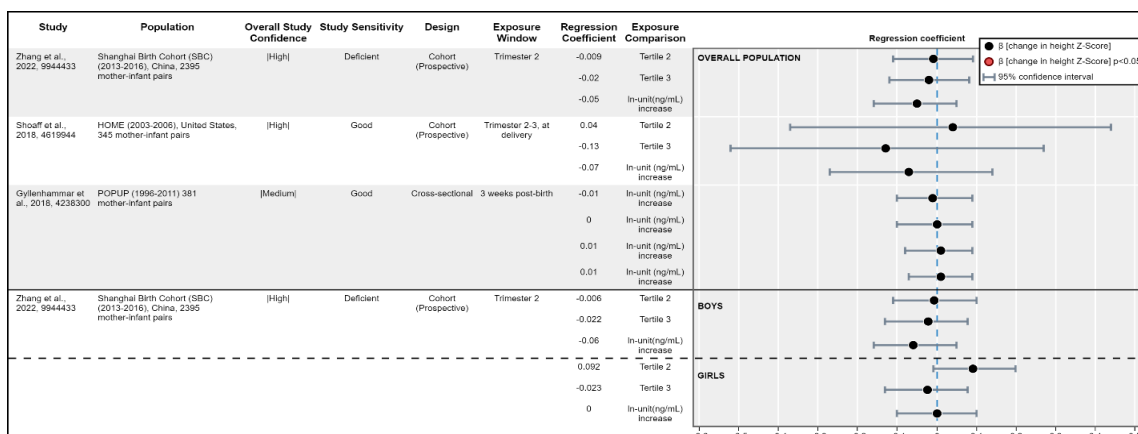 Study Population Overall Study Confidence Study Sensitivity Design Exposure Window Regression Coefficient Exposure Comparison
Regression coefficient
β [change in height Z-Score]
β [change in height Z-Score] p<0.05
95% confidence interval
Zhang et al., 2022, 9944433 Shanghai Birth Cohort (SBC) (2013-2016), China, 2395 mother-infant pairs |High| Deficient Cohort (Prospective) Trimester 2 -0.009 Tertile 2 OVERALL POPULATION
-0.02 Tertile 3
-0.05 ln-unit(ng/mL) increase
Shoaff et al., 2018, 4619944 HOME (2003-2006), United States, 345 mother-infant pairs |High| Good Cohort (Prospective) Trimester 2-3, at delivery 0.04 Tertile 2
-0.13 Tertile 3
-0.07 ln-unit (ng/mL) increase
Gyllenhammar et al., 2018, 4238300 POPUP (1996-2011) 381 mother-infant pairs |Medium| Good Cross-sectional 3 weeks post-birth -0.01 ln-unit (ng/mL) increase
0 ln-unit (ng/mL) increase
0.01 ln-unit (ng/mL) increase
0.01 ln-unit (ng/mL) increase
Zhang et al., 2022, 9944433 Shanghai Birth Cohort (SBC) (2013-2016), China, 2395 mother-infant pairs |High| Deficient Cohort (Prospective) Trimester 2 -0.006 Tertile 2 BOYS
-0.022 Tertile 3
-0.06 ln-unit(ng/mL) increase
0.092 Tertile 2 GIRLS
-0.023 Tertile 3
0 ln-unit(ng/mL) increase